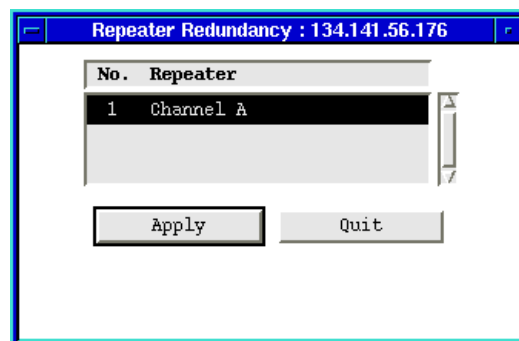 Repeater Redundancy : 134.141.56.176
No. Repeater
1 Channel A
Apply Quit